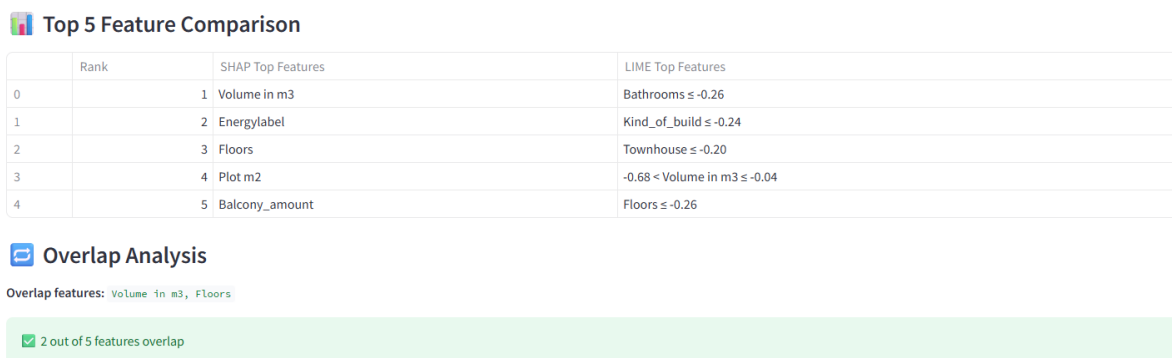 Top 5 Feature Comparison
Rank SHAP Top Features LIME Top Features
0 1 Volume in m3 Bathrooms ≤ -0.26
1 2 Energylabel Kind_of_build ≤ -0.24
2 3 Floors Townhouse ≤ -0.20
3 4 Plot m2 -0.68 < Volume in m3 ≤ -0.04
4 5 Balcony_amount Floors ≤ -0.26
Overlap Analysis
Overlap features: Volume in m3, Floors
2 out of 5 features overlap